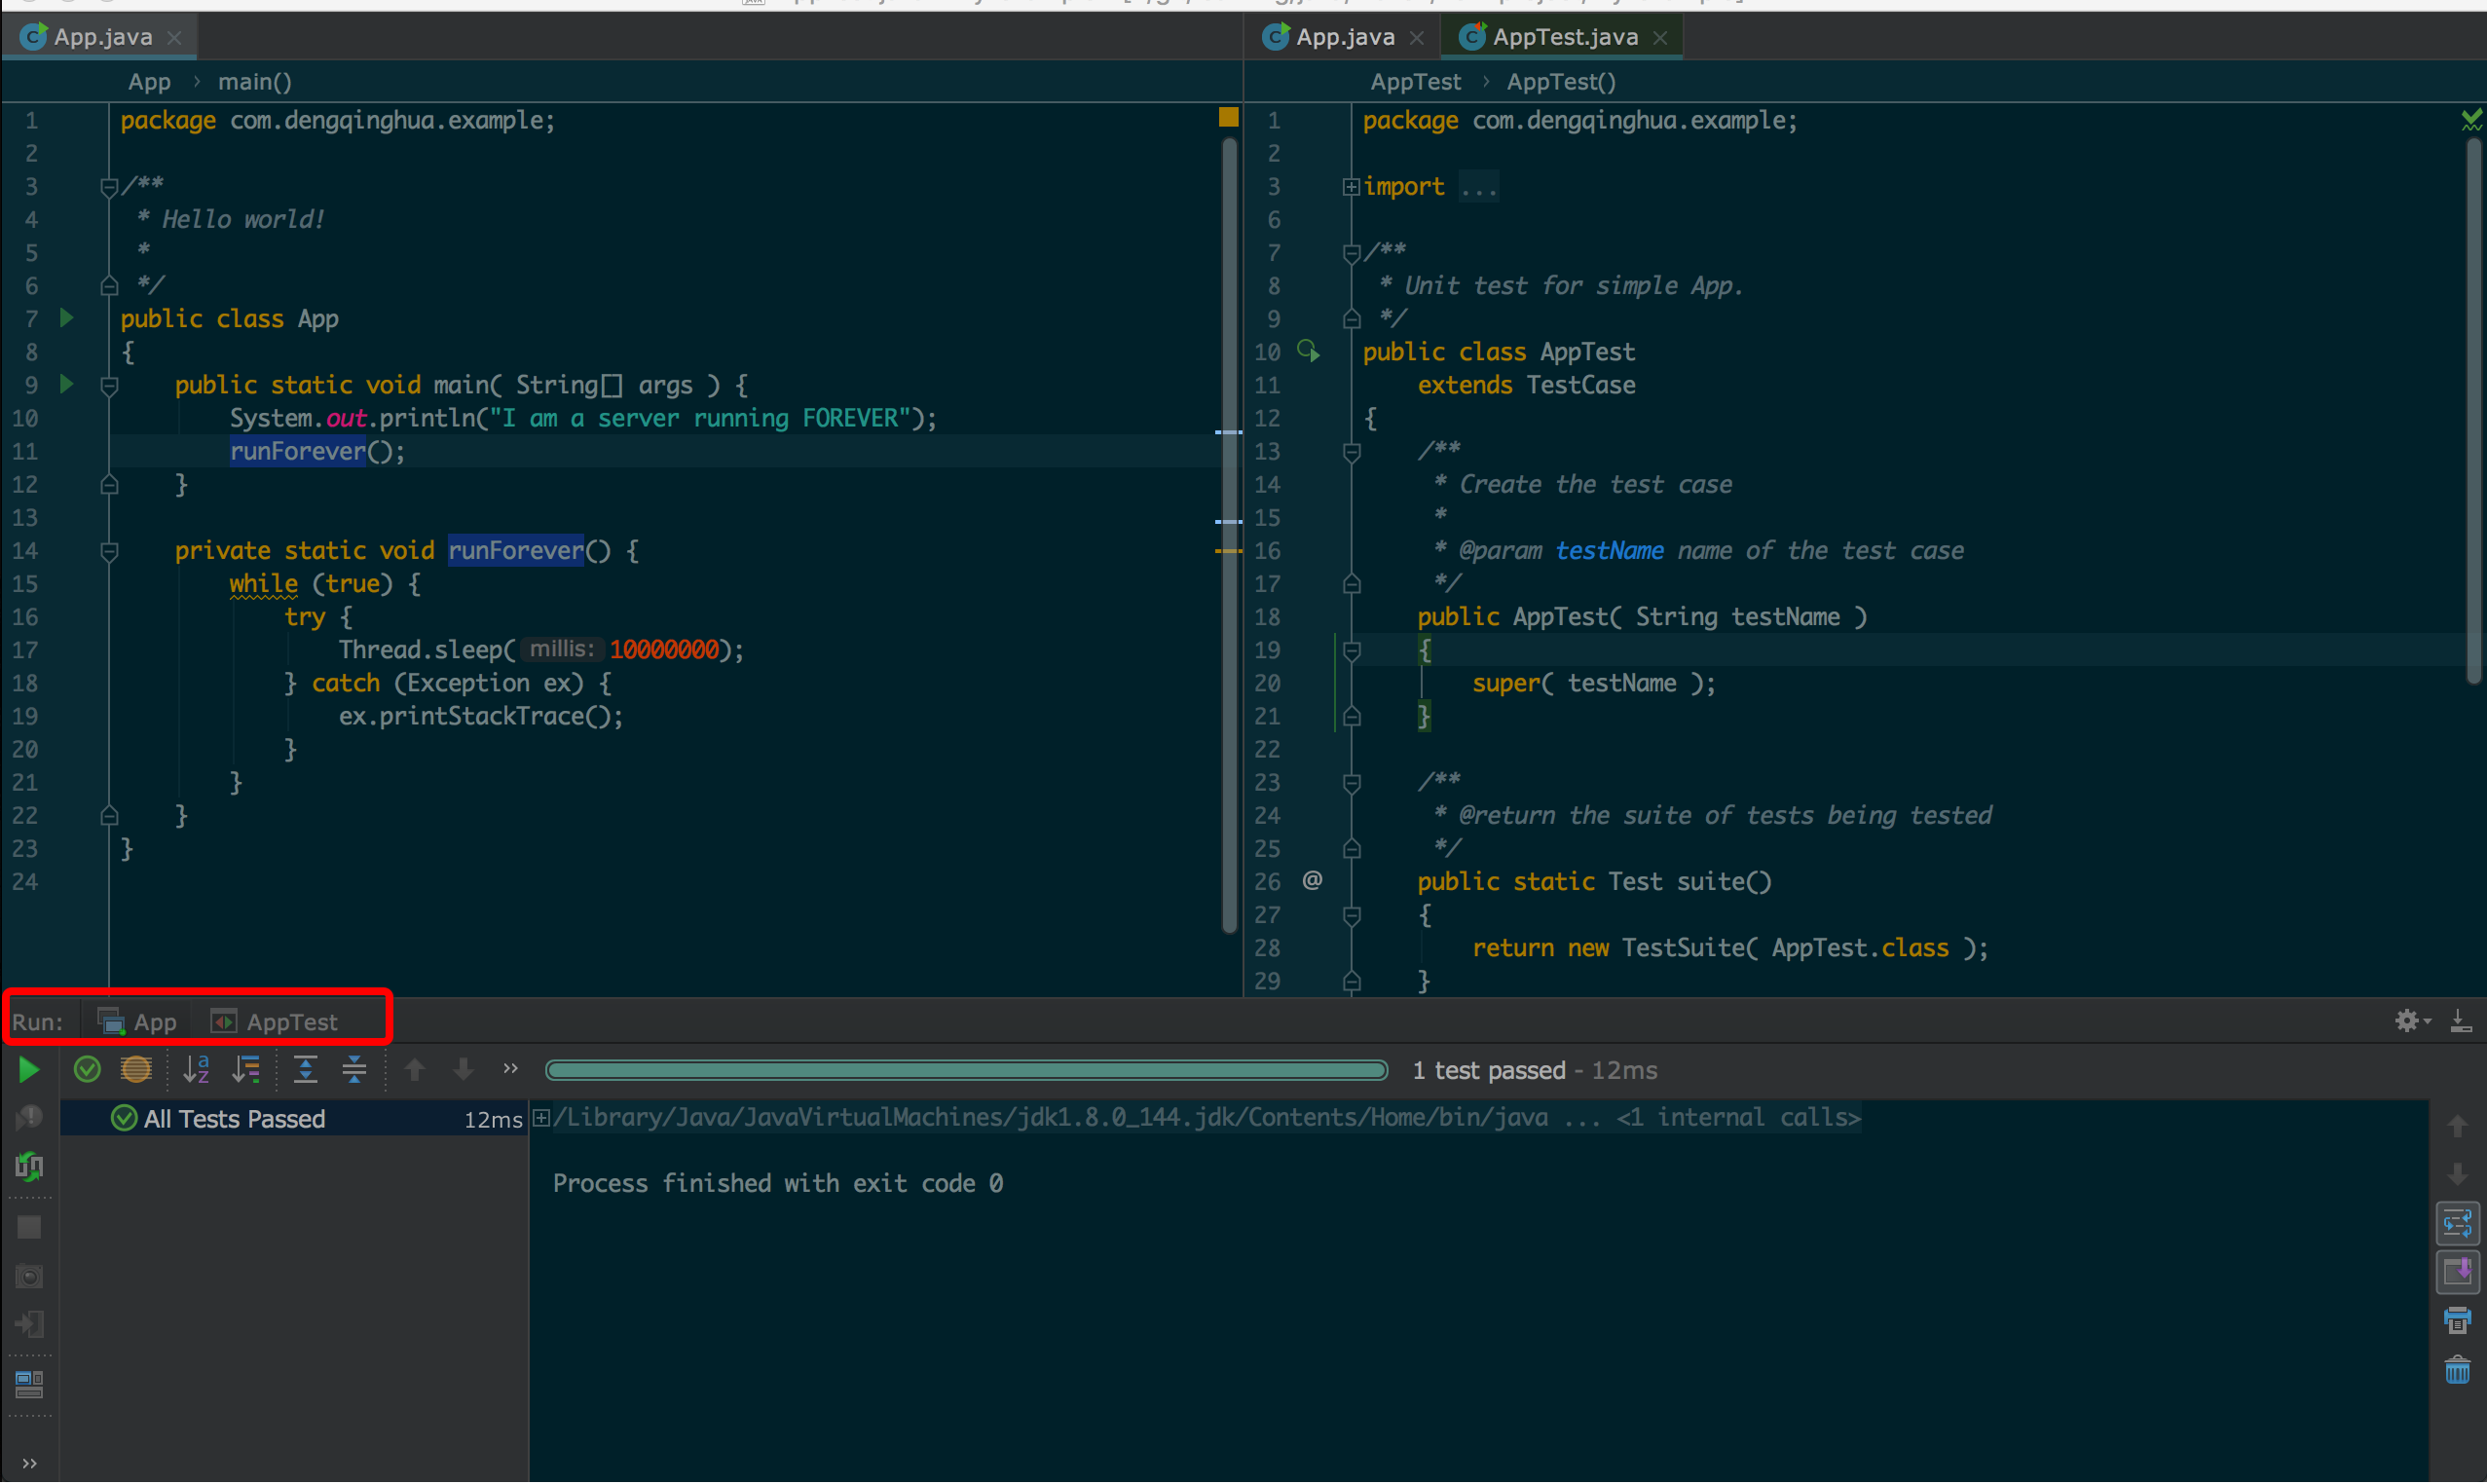 App.java
App main()
1 package com.dengqinghua.example;
2
3 /**
4 * Hello world!
5 *
6 */
7 public class App
8 {
9 public static void main( String[] args ) {
10 System.out.println("I am a server running FOREVER");
11 runForever();
12 }
13
14 private static void runForever() {
15 while (true) {
16 try {
17 Thread.sleep( millis: 10000000);
18 } catch (Exception ex) {
19 ex.printStackTrace();
20 }
21 }
22 }
23 }
24
App.java AppTest.java
AppTest AppTest()
1 package com.dengqinghua.example;
2
3 import ...
6
7 /**
8 * Unit test for simple App.
9 */
10 public class AppTest
11 extends TestCase
12 {
13 /**
14 * Create the test case
15 *
16 * @param testName name of the test case
17 */
18 public AppTest( String testName )
19 {
20 super( testName );
21 }
22
23 /**
24 * @return the suite of tests being tested
25 */
26 @ public static Test suite()
27 {
28 return new TestSuite( AppTest.class );
29 }
Run: App AppTest
1 test passed - 12ms
All Tests Passed 12ms
/Library/Java/JavaVirtualMachines/jdk1.8.0_144.jdk/Contents/Home/bin/java ... <1 internal calls>
Process finished with exit code 0